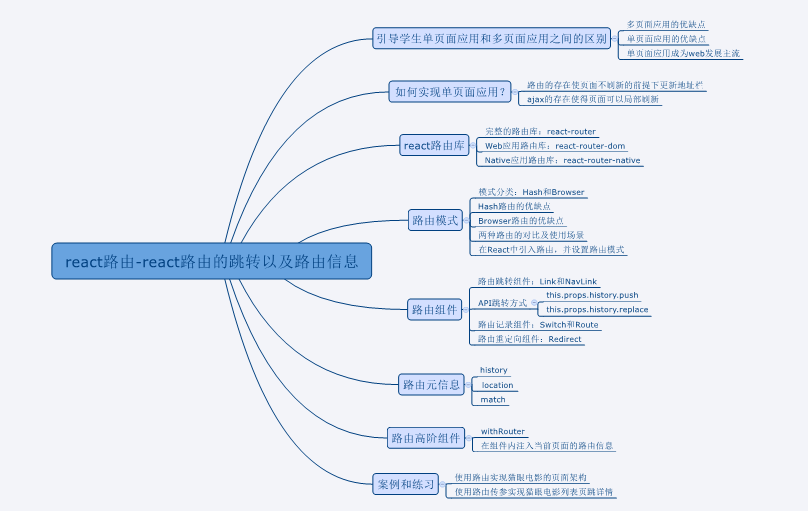 引导学生单页面应用和多页面应用之间的区别
多页面应用的优缺点
单页面应用的优缺点
单页面应用成为web发展主流
如何实现单页面应用？
路由的存在使页面不刷新的前提下更新地址栏
ajax的存在使得页面可以局部刷新
react路由库
完整的路由库：react-router
Web应用路由库：react-router-dom
Native应用路由库：react-router-native
路由模式
模式分类：Hash和Browser
Hash路由的优缺点
Browser路由的优缺点
两种路由的对比及使用场景
在React中引入路由，并设置路由模式
react路由-react路由的跳转以及路由信息
路由组件
路由跳转组件：Link和NavLink
API跳转方式
this.props.history.push
this.props.history.replace
路由记录组件：Switch和Route
路由重定向组件：Redirect
路由元信息
history
location
match
路由高阶组件
withRouter
在组件内注入当前页面的路由信息
案例和练习
使用路由实现猫眼电影的页面架构
使用路由传参实现猫眼电影列表页跳详情